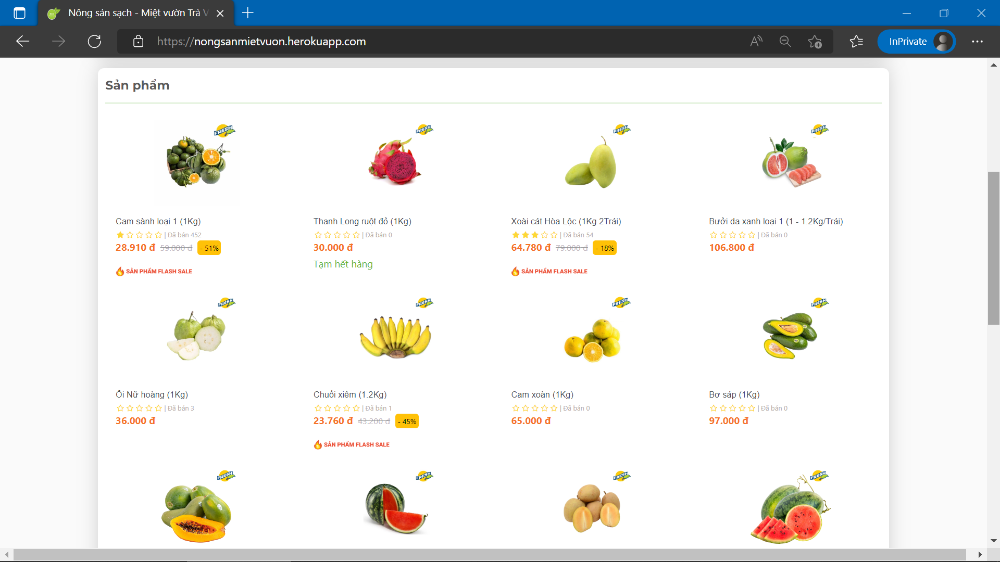 Nông sản sạch - Miệt vườn Trà V
https://nongsanmietvuon.herokuapp.com
InPrivate
Sản phẩm
FRESH
FRESH
FRESH
FRESH
Cam sành loại 1 (1Kg)
| Đã bán 452
28.910 đ 59.000 đ - 51%
SẢN PHẨM FLASH SALE
Thanh Long ruột đỏ (1Kg)
| Đã bán 0
30.000 đ
Tạm hết hàng
Xoài cát Hòa Lộc (1Kg 2Trái)
| Đã bán 54
64.780 đ 79.000 đ - 18%
SẢN PHẨM FLASH SALE
Bưởi da xanh loại 1 (1 - 1.2Kg/Trái)
| Đã bán 0
106.800 đ
FRESH
FRESH
FRESH
FRESH
Ổi Nữ hoàng (1Kg)
| Đã bán 3
36.000 đ
Chuối xiêm (1.2Kg)
| Đã bán 1
23.760 đ 43.200 đ - 45%
SẢN PHẨM FLASH SALE
Cam xoàn (1Kg)
| Đã bán 0
65.000 đ
Bơ sáp (1Kg)
| Đã bán 0
97.000 đ
FRESH
FRESH
FRESH
FRESH